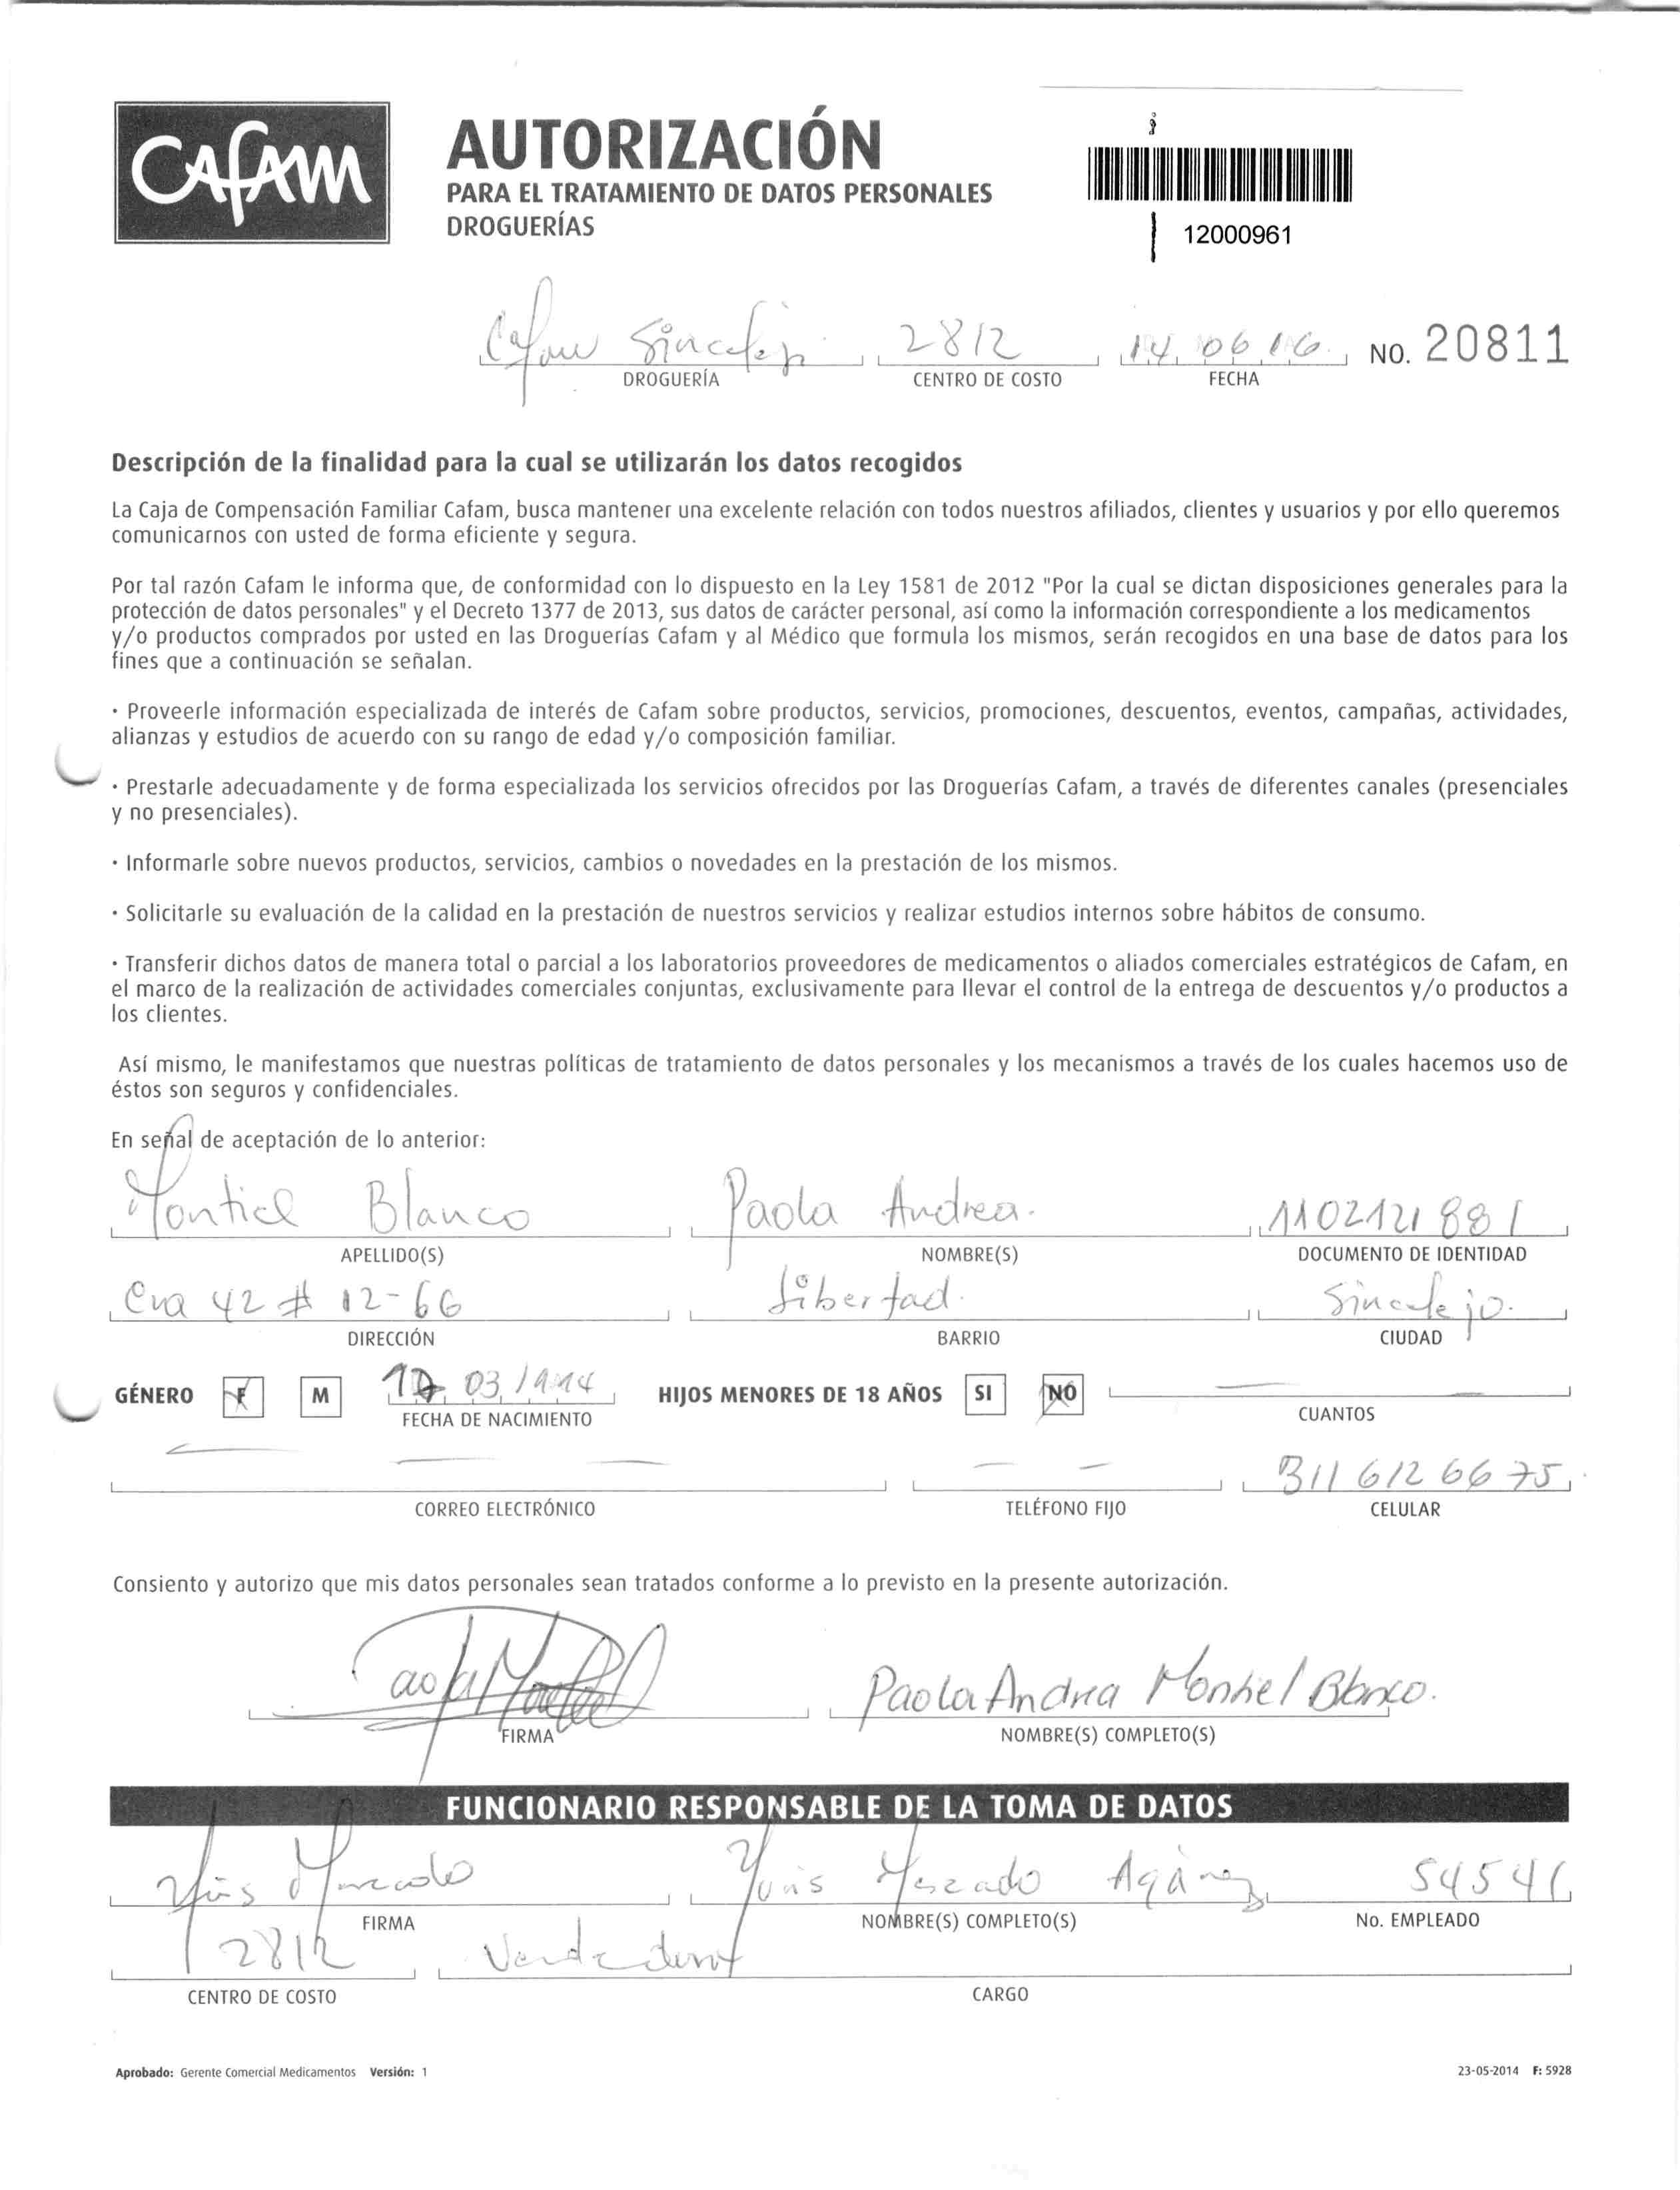 CAFAM
AUTORIZACIÓN
PARA EL TRATAMIENTO DE DATOS PERSONALES
DROGUERÍAS
12000961
Cafam Sincelejo 2812 14 06 16 NO. 20811
DROGUERÍA CENTRO DE COSTO FECHA
Descripción de la finalidad para la cual se utilizarán los datos recogidos
La Caja de Compensación Familiar Cafam, busca mantener una excelente relación con todos nuestros afiliados, clientes y usuarios y por ello queremos
comunicarnos con usted de forma eficiente y segura.
Por tal razón Cafam le informa que, de conformidad con lo dispuesto en la Ley 1581 de 2012 "Por la cual se dictan disposiciones generales para la
protección de datos personales" y el Decreto 1377 de 2013, sus datos de carácter personal, así como la información correspondiente a los medicamentos
y/o productos comprados por usted en las Droguerías Cafam y al Médico que formula los mismos, serán recogidos en una base de datos para los
fines que a continuación se señalan.
· Proveerle información especializada de interés de Cafam sobre productos, servicios, promociones, descuentos, eventos, campañas, actividades,
alianzas y estudios de acuerdo con su rango de edad y/o composición familiar.
· Prestarle adecuadamente y de forma especializada los servicios ofrecidos por las Droguerías Cafam, a través de diferentes canales (presenciales
y no presenciales).
· Informarle sobre nuevos productos, servicios, cambios o novedades en la prestación de los mismos.
· Solicitarle su evaluación de la calidad en la prestación de nuestros servicios y realizar estudios internos sobre hábitos de consumo.
· Transferir dichos datos de manera total o parcial a los laboratorios proveedores de medicamentos o aliados comerciales estratégicos de Cafam, en
el marco de la realización de actividades comerciales conjuntas, exclusivamente para llevar el control de la entrega de descuentos y/o productos a
los clientes.
Así mismo, le manifestamos que nuestras políticas de tratamiento de datos personales y los mecanismos a través de los cuales hacemos uso de
éstos son seguros y confidenciales.
En señal de aceptación de lo anterior:
Montiel Blanco Paola Andrea. 1102121881
APELLIDO(S) NOMBRE(S) DOCUMENTO DE IDENTIDAD
Cra 42 # 12-66 Libertad. Sincelejo.
DIRECCIÓN BARRIO CIUDAD
GÉNERO F M 03 HIJOS MENORES DE 18 AÑOS SI NO
FECHA DE NACIMIENTO CUANTOS
311 612 66 75
CORREO ELECTRÓNICO TELÉFONO FIJO CELULAR
Consiento y autorizo que mis datos personales sean tratados conforme a lo previsto en la presente autorización.
Paola Andrea Montiel Blanco.
FIRMA NOMBRE(S) COMPLETO(S)
FUNCIONARIO RESPONSABLE DE LA TOMA DE DATOS
Mercado 54541
FIRMA NOMBRE(S) COMPLETO(S) No. EMPLEADO
2812
CENTRO DE COSTO CARGO
Aprobado: Gerente Comercial Medicamentos Versión: 1 23-05-2014 F: 5928